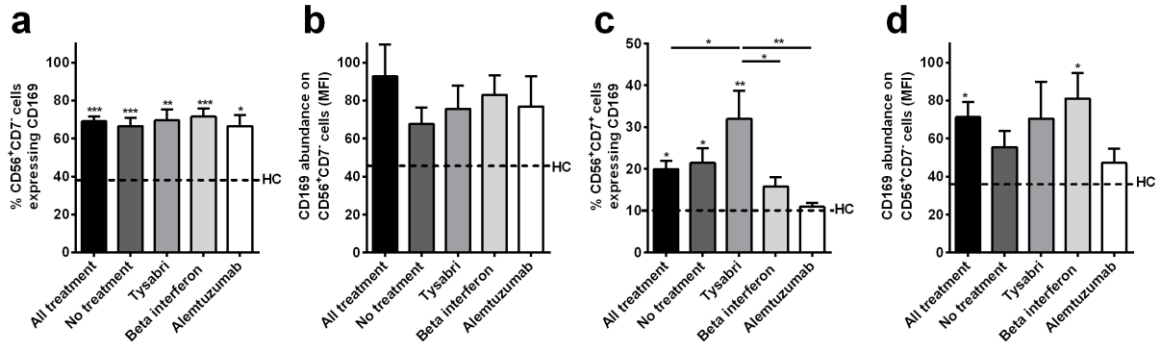 a
% CD56+CD7- cells
expressing CD169
100
80
60
40
20
0
***
***
**
***
*
HC
All treatment
No treatment
Tysabri
Beta interferon
Alemtuzumab
b
CD169 abundance on
CD56+CD7- cells (MFI)
100
80
60
40
20
0
HC
All treatment
No treatment
Tysabri
Beta interferon
Alemtuzumab
c
% CD56+CD7+ cells
expressing CD169
50
40
30
20
10
0
*
**
*
*
*
**
HC
All treatment
No treatment
Tysabri
Beta interferon
Alemtuzumab
d
CD169 abundance on
CD56+CD7- cells (MFI)
100
80
60
40
20
0
*
*
HC
All treatment
No treatment
Tysabri
Beta interferon
Alemtuzumab